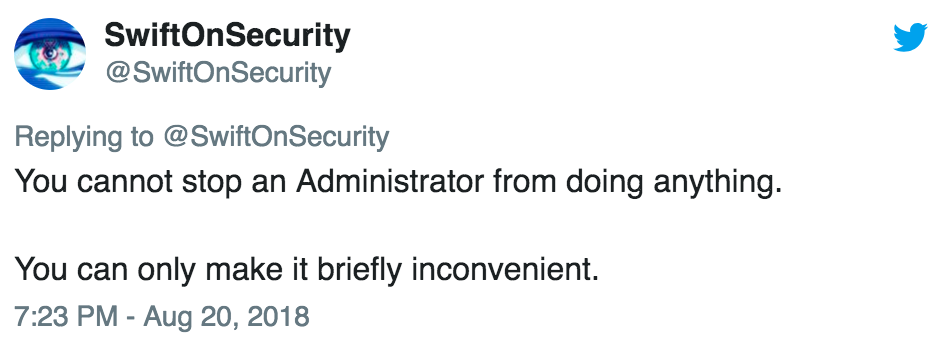 SwiftOnSecurity
@SwiftOnSecurity
Replying to @SwiftOnSecurity
You cannot stop an Administrator from doing anything.
You can only make it briefly inconvenient.
7:23 PM - Aug 20, 2018